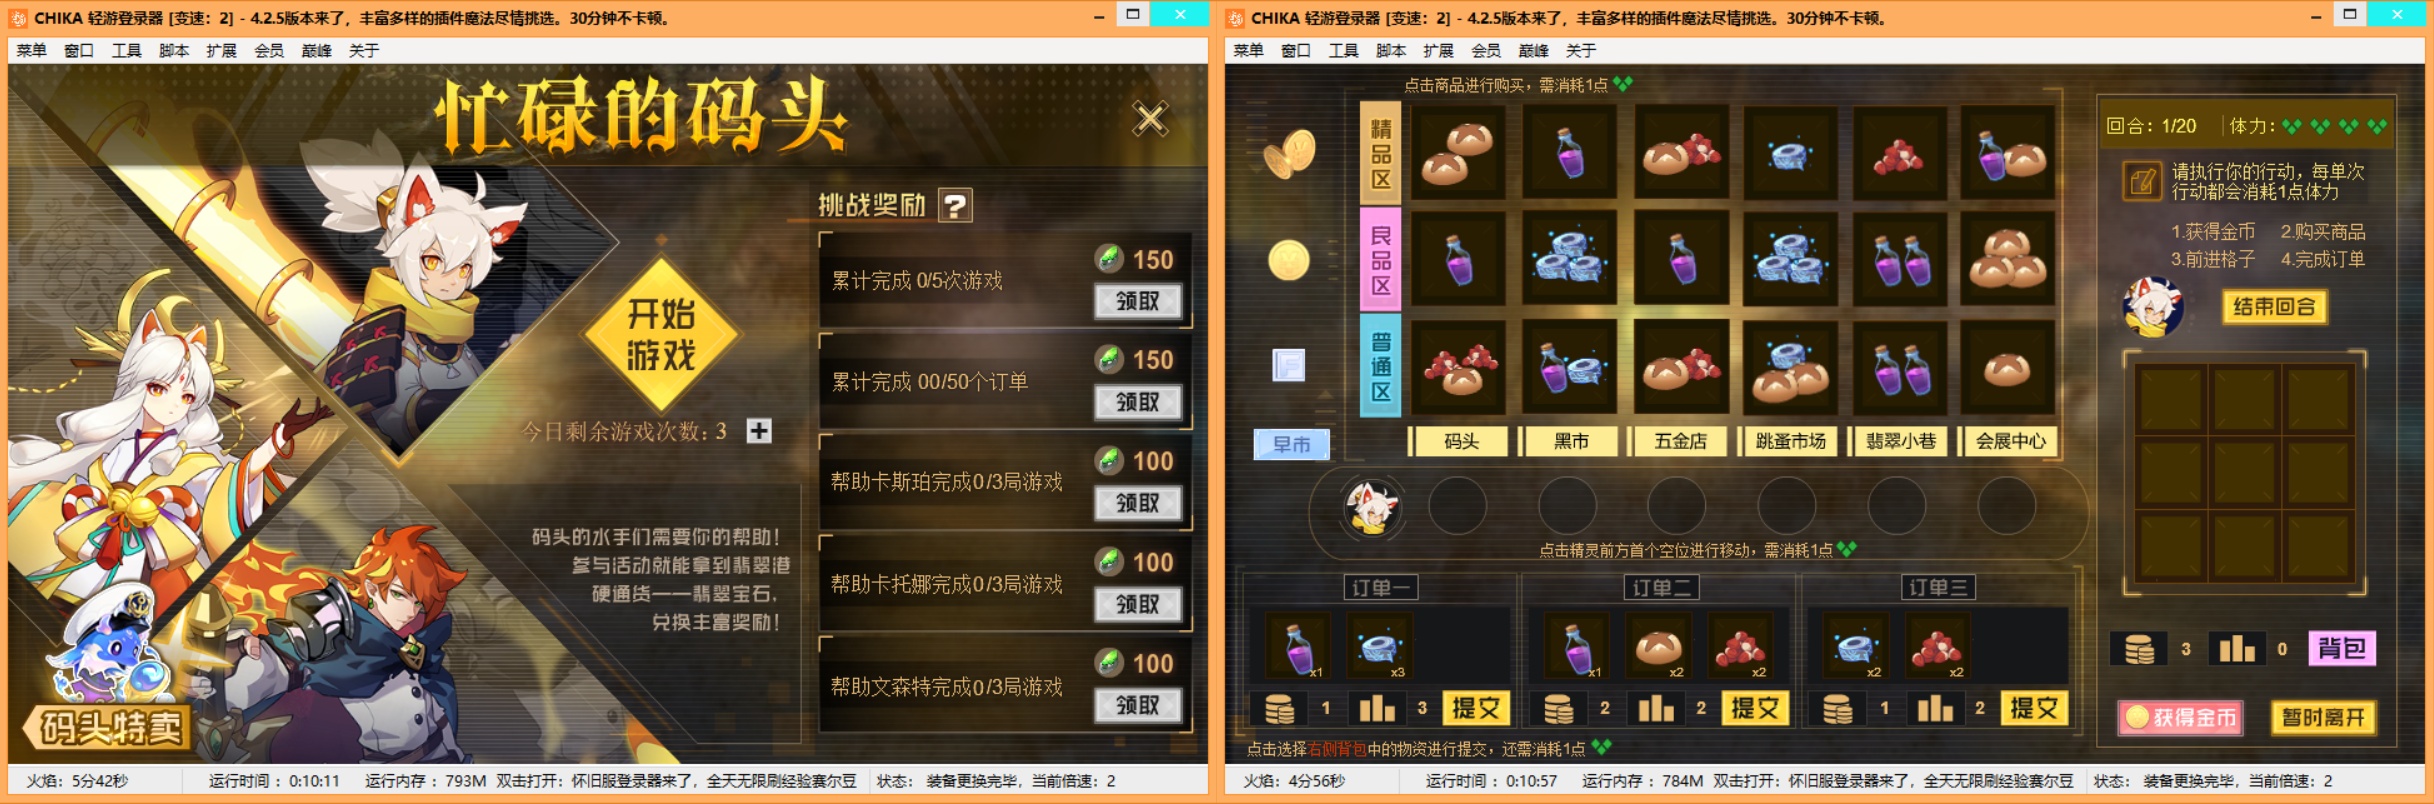 CHIKA 轻游登录器 [变速：2] - 4.2.5版本来了，丰富多样的插件魔法尽情挑选。30分钟不卡顿。
菜单 窗口 工具 脚本 扩展 会员 巅峰 关于
忙碌的码头
挑战奖励 ?
开始
游戏
今日剩余游戏次数：3
累计完成 0/5次游戏
150
领取
累计完成 00/50个订单
150
领取
帮助卡斯珀完成0/3局游戏
100
领取
帮助卡托娜完成0/3局游戏
100
领取
帮助文森特完成0/3局游戏
100
领取
码头的水手们需要你的帮助！
参与活动就能拿到翡翠港
硬通货——翡翠宝石，
兑换丰富奖励！
码头特卖
火焰：5分42秒 运行时间 ：0:10:11 运行内存 ：793M 双击打开：怀旧服登录器来了，全天无限刷经验赛尔豆 状态： 装备更换完毕，当前倍速：2
CHIKA 轻游登录器 [变速：2] - 4.2.5版本来了，丰富多样的插件魔法尽情挑选。30分钟不卡顿。
菜单 窗口 工具 脚本 扩展 会员 巅峰 关于
点击商品进行购买，需消耗1点
精品区
良品区
普通区
早市
码头 黑市 五金店 跳蚤市场 翡翠小巷 会展中心
点击精灵前方首个空位进行移动，需消耗1点
订单一 订单二 订单三
x1 x3 x1 x2 x2 x2 x2
1 3 提交 2 2 提交 1 2 提交
点击选择右侧背包中的物资进行提交，还需消耗1点
回合：1/20 体力：
请执行你的行动，每单次
行动都会消耗1点体力
1.获得金币 2.购买商品
3.前进格子 4.完成订单
结束回合
3 0 背包
获得金币 暂时离开
火焰：4分56秒 运行时间 ：0:10:57 运行内存 ：784M 双击打开：怀旧服登录器来了，全天无限刷经验赛尔豆 状态： 装备更换完毕，当前倍速：2